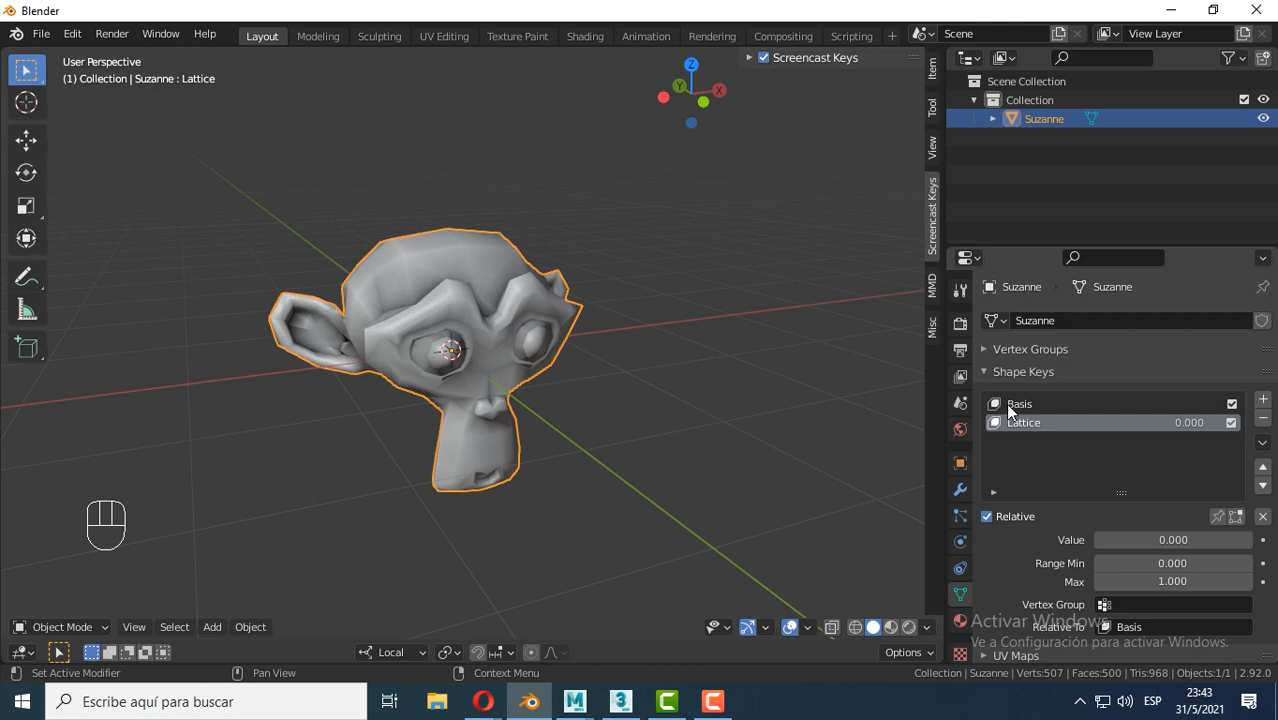 Blender
File Edit Render Window Help
Layout Modeling Sculpting UV Editing Texture Paint Shading Animation Rendering Compositing Scripting
Scene View Layer
User Perspective
(1) Collection | Suzanne : Lattice
Screencast Keys
Z
Y
X
Item
Tool
View
Screencast Keys
MMD
Misc
Scene Collection
Collection
Suzanne
Suzanne Suzanne
Suzanne
Vertex Groups
Shape Keys
Basis
Lattice 0.000
Relative
Value 0.000
Range Min 0.000
Max 1.000
Vertex Group
Relative To Basis
UV Maps
Activar Windows
Ve a Configuración para activar Windows.
Object Mode View Select Add Object
Local Options
Set Active Modifier Pan View Context Menu
Collection | Suzanne | Verts:507 | Faces:500 | Tris:968 | Objects:1/1 | 2.92.0
Escribe aquí para buscar
ESP
23:43
31/5/2021